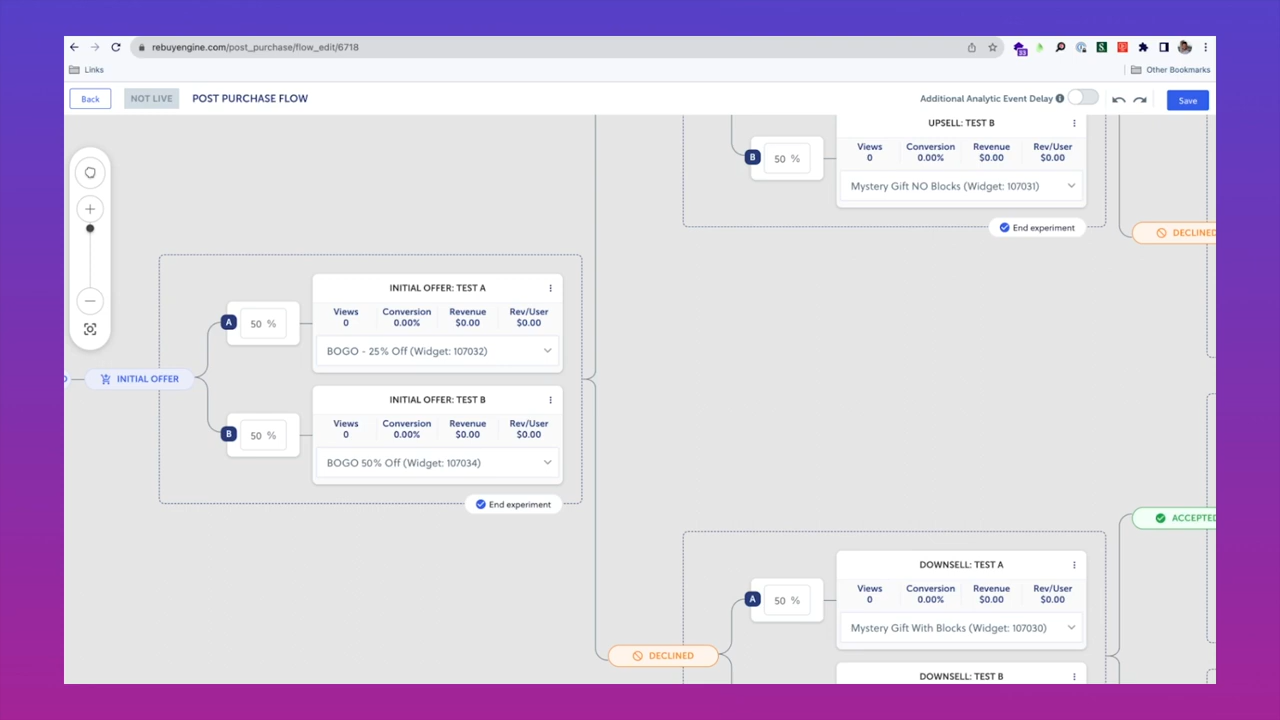 rebuyengine.com/post_purchase/flow_edit/6718
23
Links
Other Bookmarks
Back
NOT LIVE
POST PURCHASE FLOW
Additional Analytic Event Delay
Save
UPSELL: TEST B
Views
Conversion
Revenue
Rev/User
0
0.00%
$0.00
$0.00
B
50 %
Mystery Gift NO Blocks (Widget: 107031)
End experiment
DECLINED
INITIAL OFFER
INITIAL OFFER: TEST A
Views
Conversion
Revenue
Rev/User
0
0.00%
$0.00
$0.00
A
50 %
BOGO - 25% Off (Widget: 107032)
INITIAL OFFER: TEST B
Views
Conversion
Revenue
Rev/User
0
0.00%
$0.00
$0.00
B
50 %
BOGO 50% Off (Widget: 107034)
End experiment
ACCEPTED
DECLINED
DOWNSELL: TEST A
Views
Conversion
Revenue
Rev/User
0
0.00%
$0.00
$0.00
A
50 %
Mystery Gift With Blocks (Widget: 107030)
DOWNSELL: TEST B